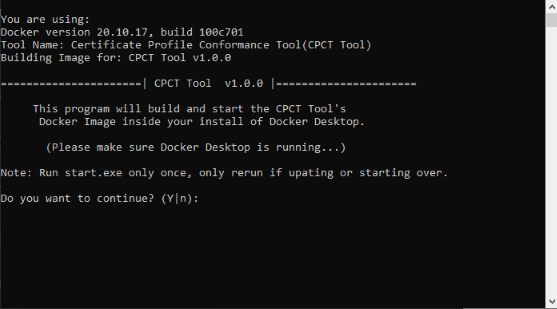 You are using:
Docker version 20.10.17, build 100c701
Tool Name: Certificate Profile Conformance Tool(CPCT Tool)
Building Image for: CPCT Tool v1.0.0
======================| CPCT Tool  v1.0.0 |======================
This program will build and start the CPCT Tool's
Docker Image inside your install of Docker Desktop.
(Please make sure Docker Desktop is running...)
Note: Run start.exe only once, only rerun if upating or starting over.
Do you want to continue? (Y|n):